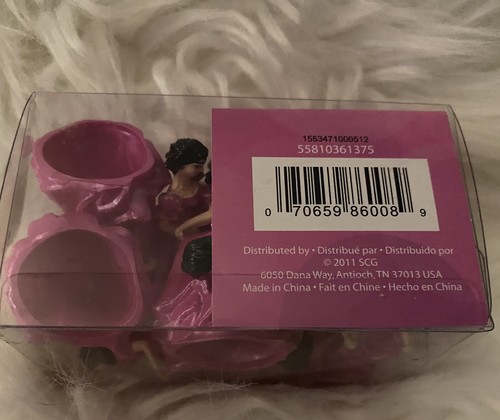 1553471000512
55810361375
0 70659 86008 9
Distributed by • Distribué par • Distribuido por
© 2011 SCG
6050 Dana Way, Antioch, TN 37013 USA
Made in China • Fait en Chine • Hecho en China